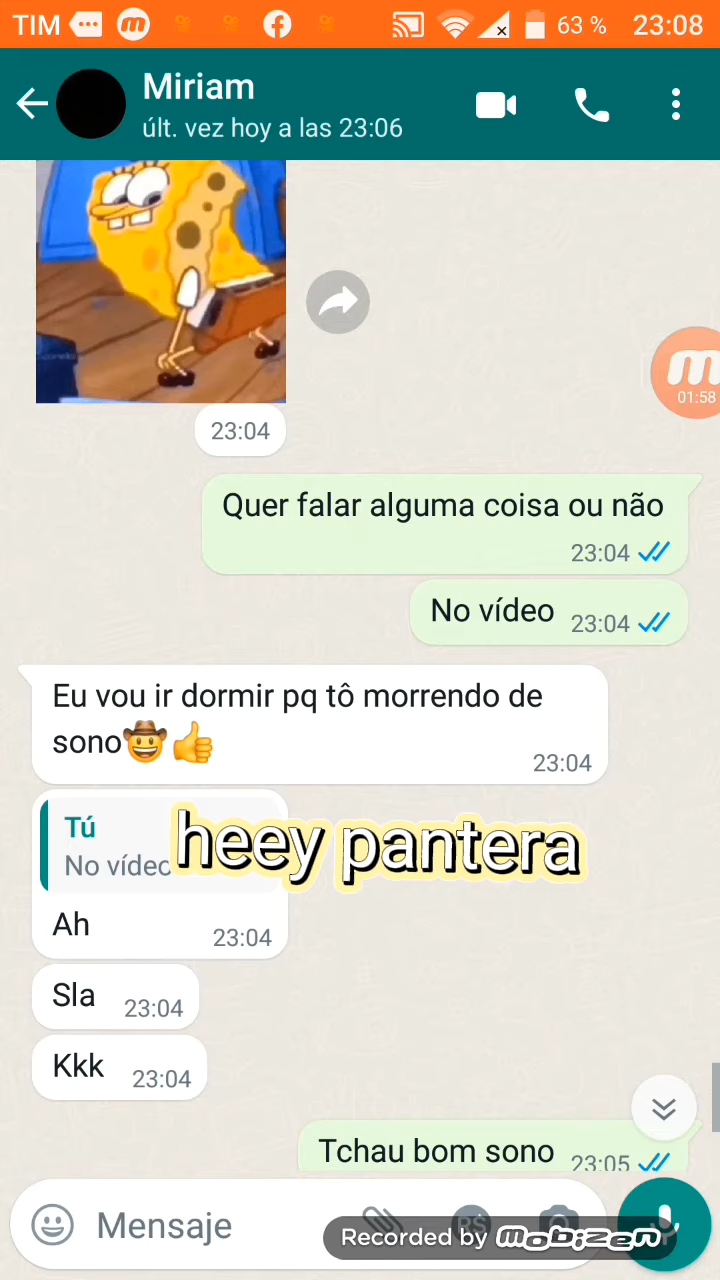 TIM 63 % 23:08
Miriam
últ. vez hoy a las 23:06
23:04
m
01:58
Quer falar alguma coisa ou não
23:04
No vídeo 23:04
Eu vou ir dormir pq tô morrendo de
sono🤠👍
23:04
Tú
No vídeo
heey pantera
Ah 23:04
Sla 23:04
Kkk 23:04
Tchau bom sono 23:05
Mensaje
R$
Recorded by mobizen